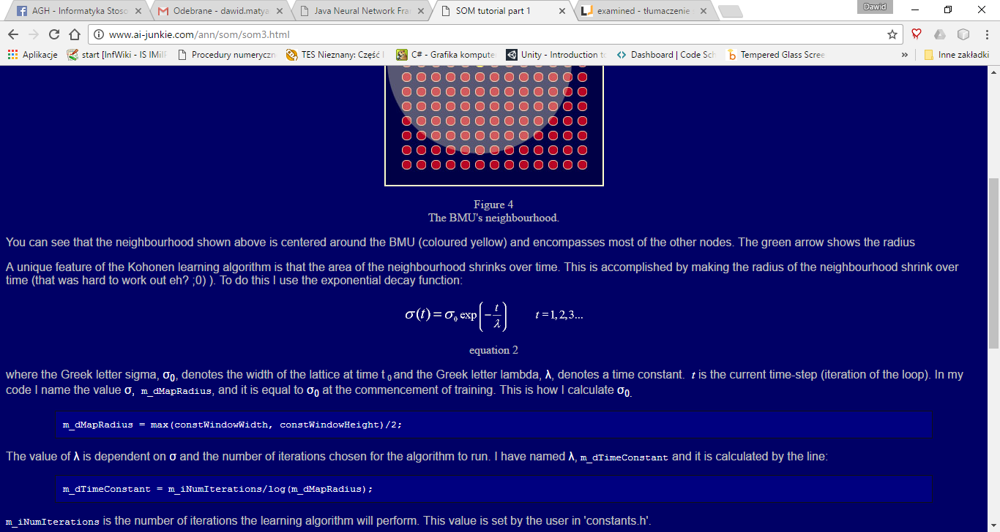 AGH - Informatyka Stoso
Odebrane - dawid.matya
Java Neural Network Fra
SOM tutorial part 1
examined - tłumaczenie
Dawid
www.ai-junkie.com/ann/som/som3.html
Aplikacje
start [InfWiki - IS IMiIP
Procedury numeryczn
TES Nieznany: Część I
C# - Grafika kompute
Unity - Introduction to
Dashboard | Code Sch
Tempered Glass Scree
»
Inne zakładki
Figure 4
The BMU's neighbourhood.
You can see that the neighbourhood shown above is centered around the BMU (coloured yellow) and encompasses most of the other nodes. The green arrow shows the radius
A unique feature of the Kohonen learning algorithm is that the area of the neighbourhood shrinks over time. This is accomplished by making the radius of the neighbourhood shrink over
time (that was hard to work out eh? ;0) ). To do this I use the exponential decay function:
σ(t) = σ₀ exp(−t/λ) t = 1,2,3...
equation 2
where the Greek letter sigma, σ₀, denotes the width of the lattice at time t ₀ and the Greek letter lambda, λ, denotes a time constant. t is the current time-step (iteration of the loop). In my
code I name the value σ, m_dMapRadius, and it is equal to σ₀ at the commencement of training. This is how I calculate σ₀.
m_dMapRadius = max(constWindowWidth, constWindowHeight)/2;
The value of λ is dependent on σ and the number of iterations chosen for the algorithm to run. I have named λ, m_dTimeConstant and it is calculated by the line:
m_dTimeConstant = m_iNumIterations/log(m_dMapRadius);
m_iNumIterations is the number of iterations the learning algorithm will perform. This value is set by the user in 'constants.h'.